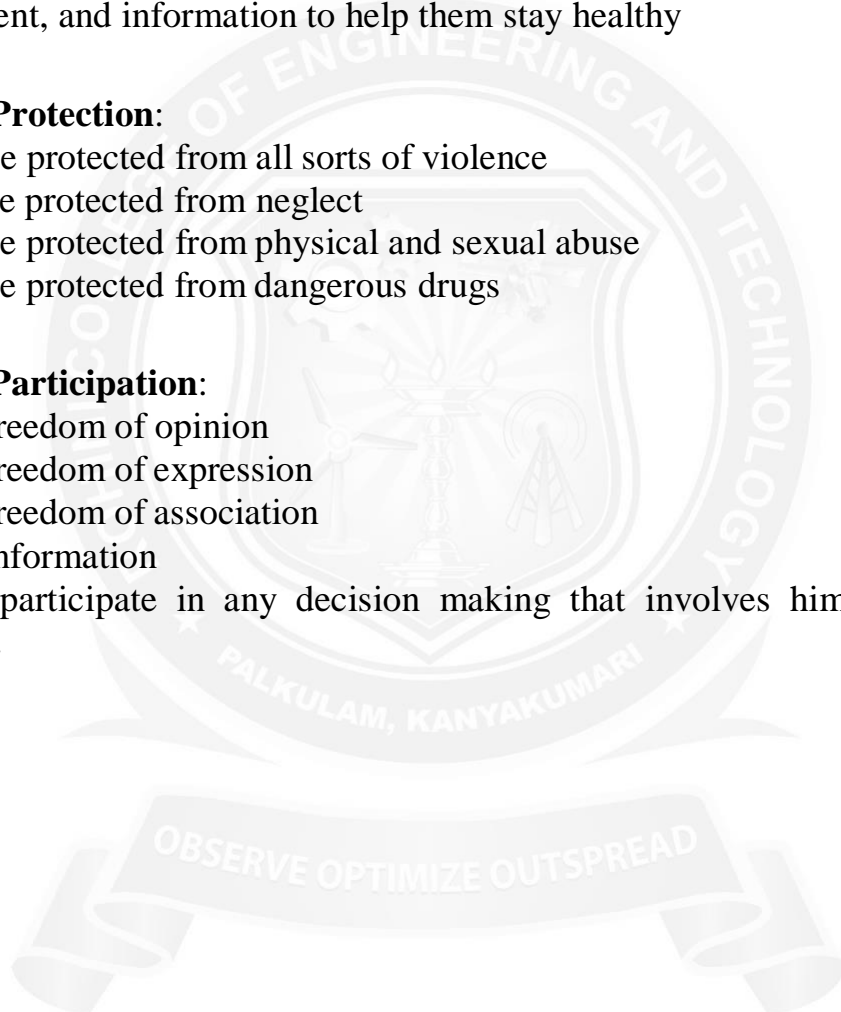 ent, and information to help them stay healthy
Protection:
e protected from all sorts of violence
e protected from neglect
e protected from physical and sexual abuse
e protected from dangerous drugs
Participation:
reedom of opinion
reedom of expression
reedom of association
nformation
participate in any decision making that involves him
COLLEGE OF ENGINEERING AND TECHNOLOGY
PALKULAM, KANYAKUMARI
OBSERVE OPTIMIZE OUTSPREAD